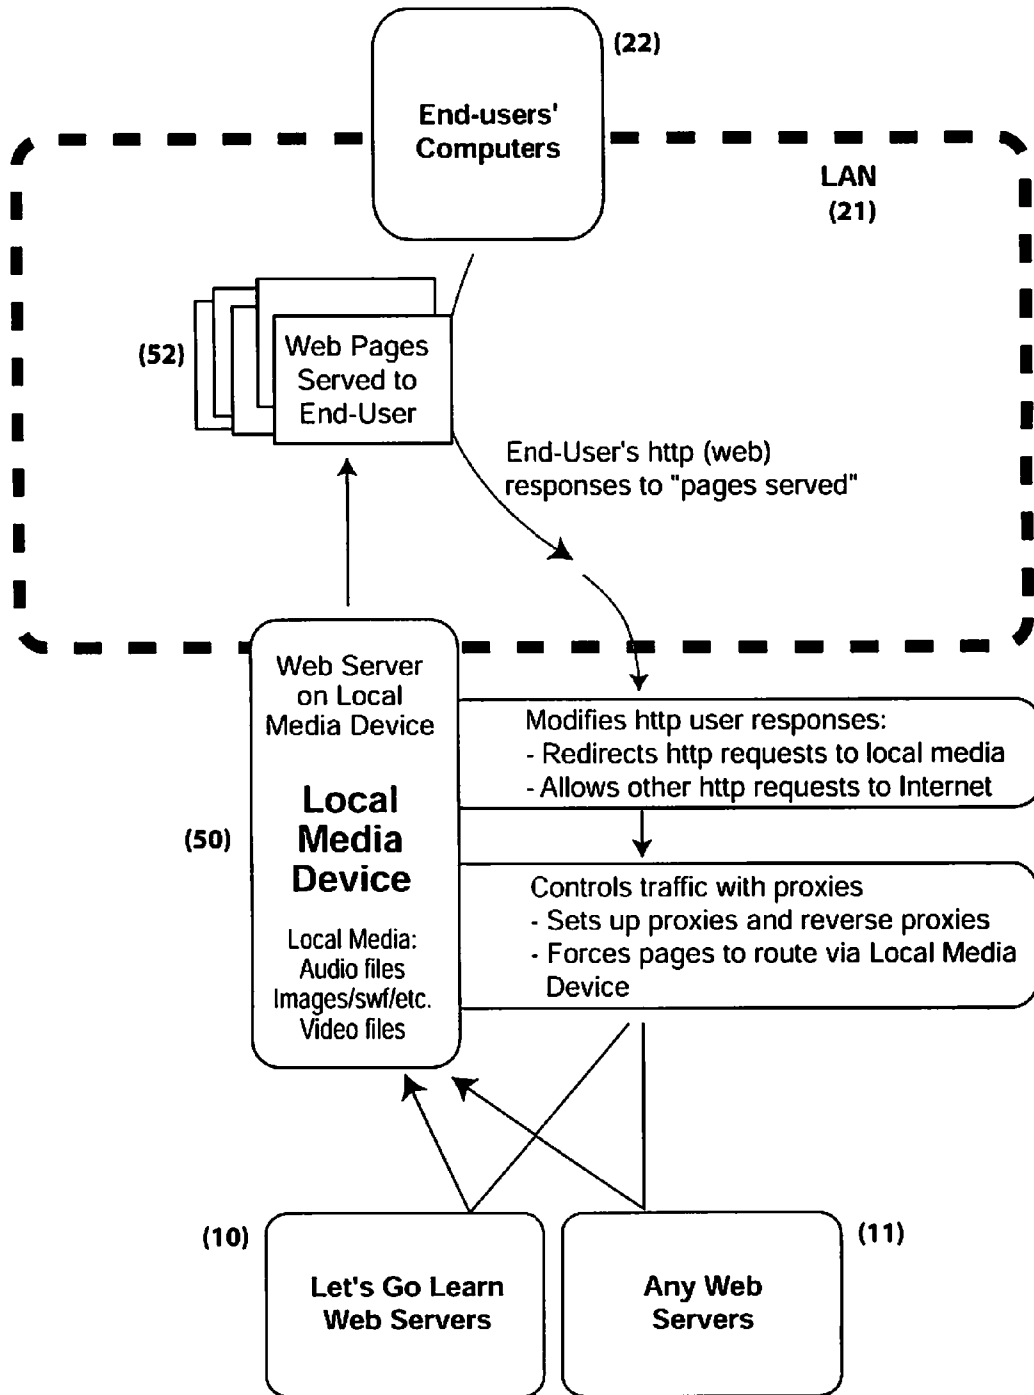 (22)
End-users'
Computers
LAN
(21)
(52)
Web Pages
Served to
End-User
End-User's http (web)
responses to "pages served"
Web Server
on Local
Media Device
Local
Media
Device
(50)
Local Media:
Audio files
Images/swf/etc.
Video files
Modifies http user responses:
- Redirects http requests to local media
- Allows other http requests to Internet
Controls traffic with proxies
- Sets up proxies and reverse proxies
- Forces pages to route via Local Media
Device
(10)
Let's Go Learn
Web Servers
(11)
Any Web
Servers